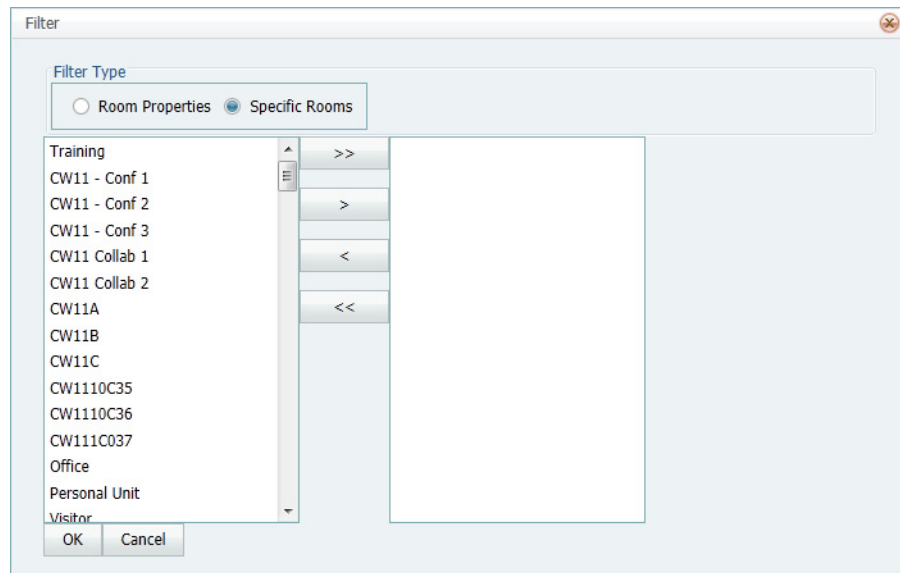 Filter
Filter Type
Room Properties Specific Rooms
Training
CW11 - Conf 1
CW11 - Conf 2
CW11 - Conf 3
CW11 Collab 1
CW11 Collab 2
CW11A
CW11B
CW11C
CW1110C35
CW1110C36
CW111C037
Office
Personal Unit
Visitor
>>
>
<
<<
OK Cancel